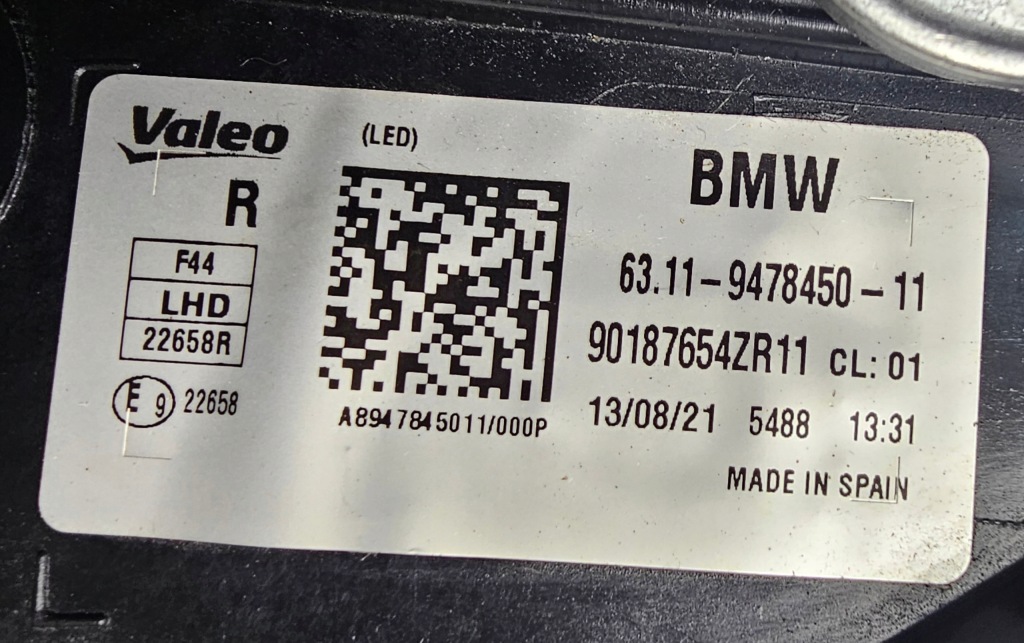 Valeo
(LED)
R
F44
LHD
22658R
E 9 22658
A8947845011/000P
BMW
63.11-9478450-11
90187654ZR11 CL: 01
13/08/21 5488 13:31
MADE IN SPAIN